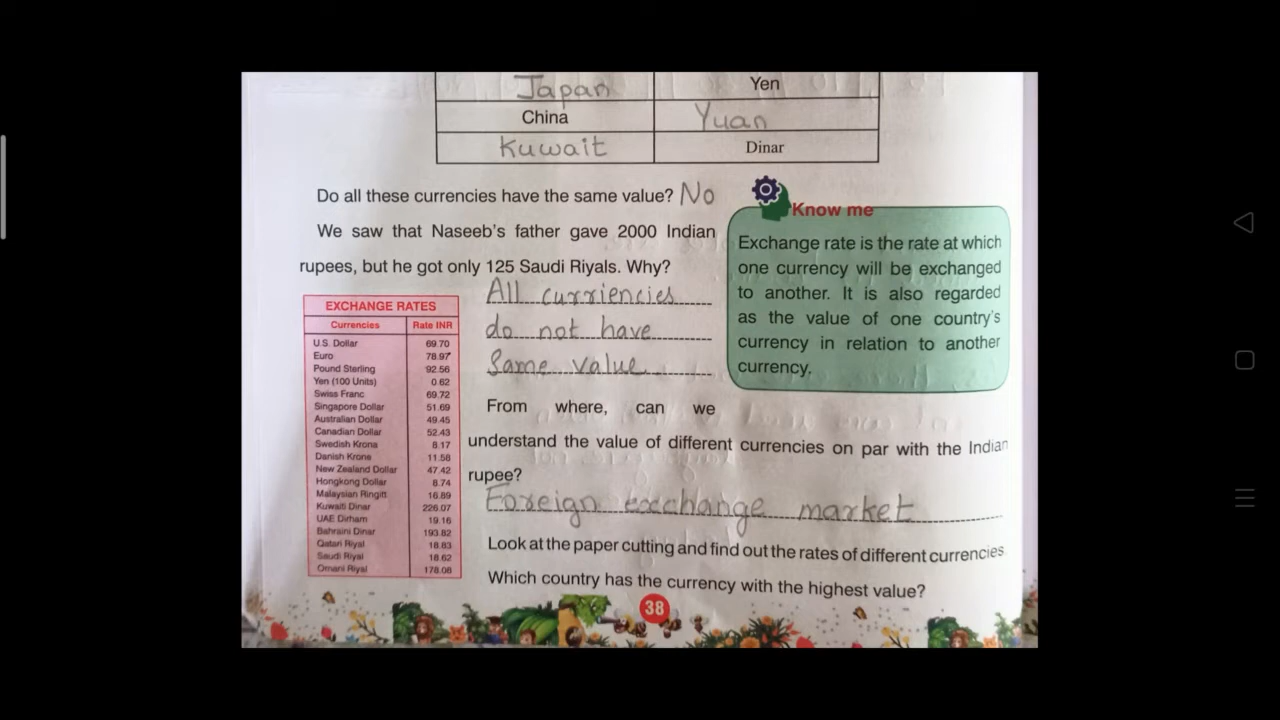 Japan Yen
China Yuan
Kuwait Dinar
Do all these currencies have the same value? No
We saw that Naseeb's father gave 2000 Indian
rupees, but he got only 125 Saudi Riyals. Why?
All curriencies
do not have
Same value
Know me
Exchange rate is the rate at which
one currency will be exchanged
to another. It is also regarded
as the value of one country's
currency in relation to another
currency.
EXCHANGE RATES
Currencies Rate INR
U.S. Dollar 69.70
Euro 78.97
Pound Sterling 92.56
Yen (100 Units) 0.62
Swiss Franc 69.72
Singapore Dollar 51.69
Australian Dollar 49.45
Canadian Dollar 52.43
Swedish Krona 8.17
Danish Krone 11.58
New Zealand Dollar 47.42
Hongkong Dollar 8.74
Malaysian Ringitt 16.89
Kuwaiti Dinar 226.07
UAE Dirham 19.16
Bahraini Dinar 193.82
Qatari Riyal 18.83
Saudi Riyal 18.62
Omani Riyal 178.08
From where, can we
understand the value of different currencies on par with the Indian
rupee?
Foreign exchange market
Look at the paper cutting and find out the rates of different currencies
Which country has the currency with the highest value?
38